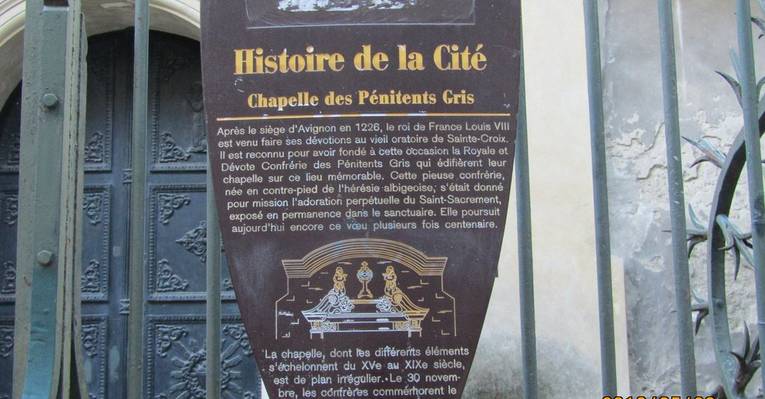 Histoire de la Cité
Chapelle des Pénitents Gris
Après le siège d'Avignon en 1226, le roi de France Louis VIII
est venu faire ses dévotions au vieil oratoire de Sainte-Croix.
Il est reconnu pour avoir fondé à cette occasion la Royale et
Dévote Confrérie des Pénitents Gris qui édifièrent leur
chapelle sur ce lieu mémorable. Cette pieuse confrérie,
née en contre-pied de l'hérésie albigeoise, s'était donné
pour mission l'adoration perpétuelle du Saint-Sacrement,
exposé en permanence dans le sanctuaire. Elle poursuit
aujourd'hui encore ce vœu plusieurs fois centenaire.
La chapelle, dont les différents éléments
s'échelonnent du XVe au XIXe siècle,
est de plan irrégulier. Le 30 novem-
bre, les confrères commémorent le